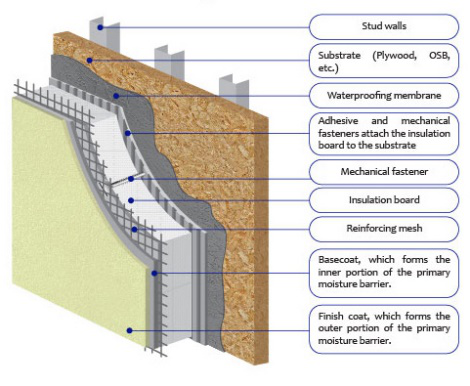 Stud walls
Substrate (Plywood, OSB,
etc.)
Waterproofing membrane
Adhesive and mechanical
fasteners attach the insulation
board to the substrate
Mechanical fastener
Insulation board
Reinforcing mesh
Basecoat, which forms the
inner portion of the primary
moisture barrier.
Finish coat, which forms the
outer portion of the primary
moisture barrier.